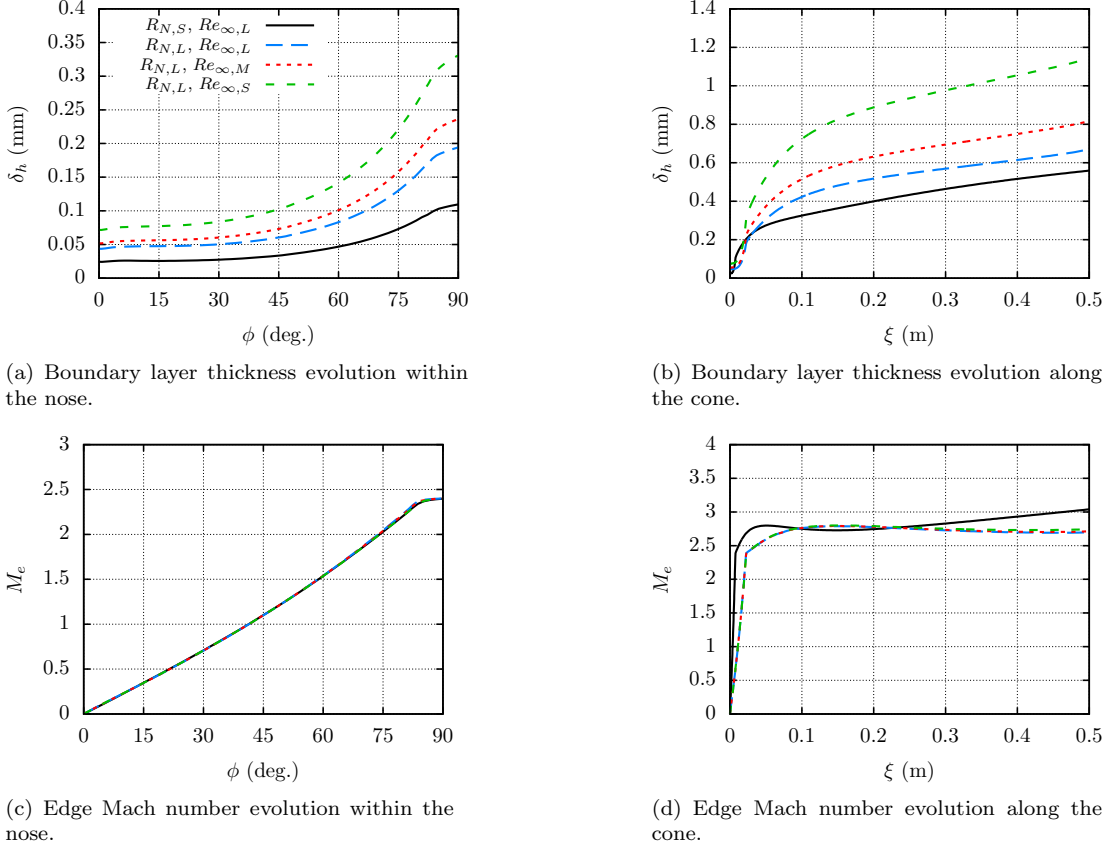 0.4
0.35
0.3
0.25
0.2
0.15
0.1
0.05
0
δ_h (mm)
R_{N,S}, Re_{∞,L}
R_{N,L}, Re_{∞,L}
R_{N,L}, Re_{∞,M}
R_{N,L}, Re_{∞,S}
0 15 30 45 60 75 90
ϕ (deg.)
(a) Boundary layer thickness evolution within
the nose.
1.4
1.2
1
0.8
0.6
0.4
0.2
0
δ_h (mm)
0 0.1 0.2 0.3 0.4 0.5
ξ (m)
(b) Boundary layer thickness evolution along
the cone.
3
2.5
2
1.5
1
0.5
0
M_e
0 15 30 45 60 75 90
ϕ (deg.)
(c) Edge Mach number evolution within the
nose.
4
3.5
3
2.5
2
1.5
1
0.5
0
M_e
0 0.1 0.2 0.3 0.4 0.5
ξ (m)
(d) Edge Mach number evolution along the
cone.